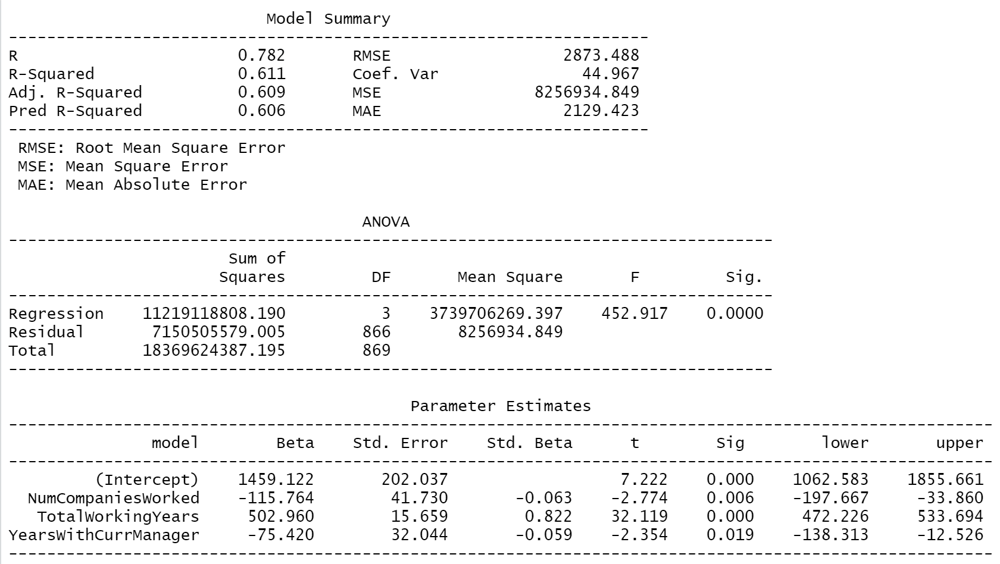 Model Summary
-------------------------------------------------------------------
R 0.782 RMSE 2873.488
R-Squared 0.611 Coef. Var 44.967
Adj. R-Squared 0.609 MSE 8256934.849
Pred R-Squared 0.606 MAE 2129.423
-------------------------------------------------------------------
RMSE: Root Mean Square Error
MSE: Mean Square Error
MAE: Mean Absolute Error
ANOVA
--------------------------------------------------------------------------------
Sum of
Squares DF Mean Square F Sig.
--------------------------------------------------------------------------------
Regression 11219118808.190 3 3739706269.397 452.917 0.0000
Residual 7150505579.005 866 8256934.849
Total 18369624387.195 869
--------------------------------------------------------------------------------
Parameter Estimates
-------------------------------------------------------------------------------------------------------
model Beta Std. Error Std. Beta t Sig lower upper
-------------------------------------------------------------------------------------------------------
(Intercept) 1459.122 202.037 7.222 0.000 1062.583 1855.661
NumCompaniesWorked -115.764 41.730 -0.063 -2.774 0.006 -197.667 -33.860
TotalWorkingYears 502.960 15.659 0.822 32.119 0.000 472.226 533.694
YearsWithCurrManager -75.420 32.044 -0.059 -2.354 0.019 -138.313 -12.526
-------------------------------------------------------------------------------------------------------